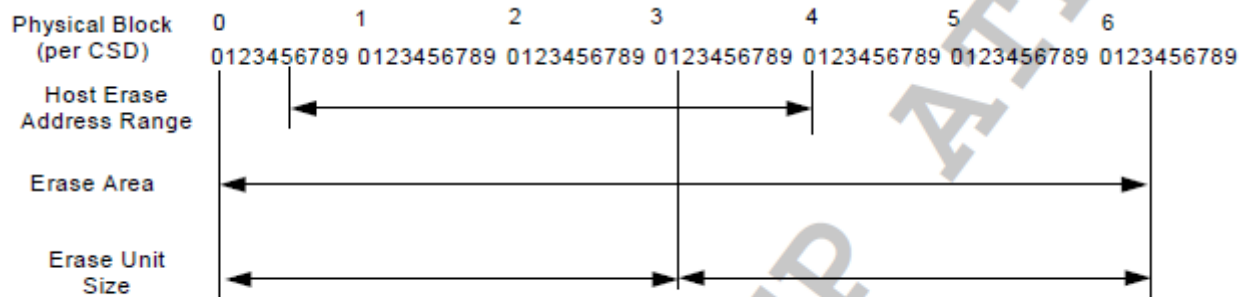 Physical Block 0 1 2 3 4 5 6
(per CSD) 0123456789 0123456789 0123456789 0123456789 0123456789 0123456789 0123456789
Host Erase
Address Range
Erase Area
Erase Unit
Size